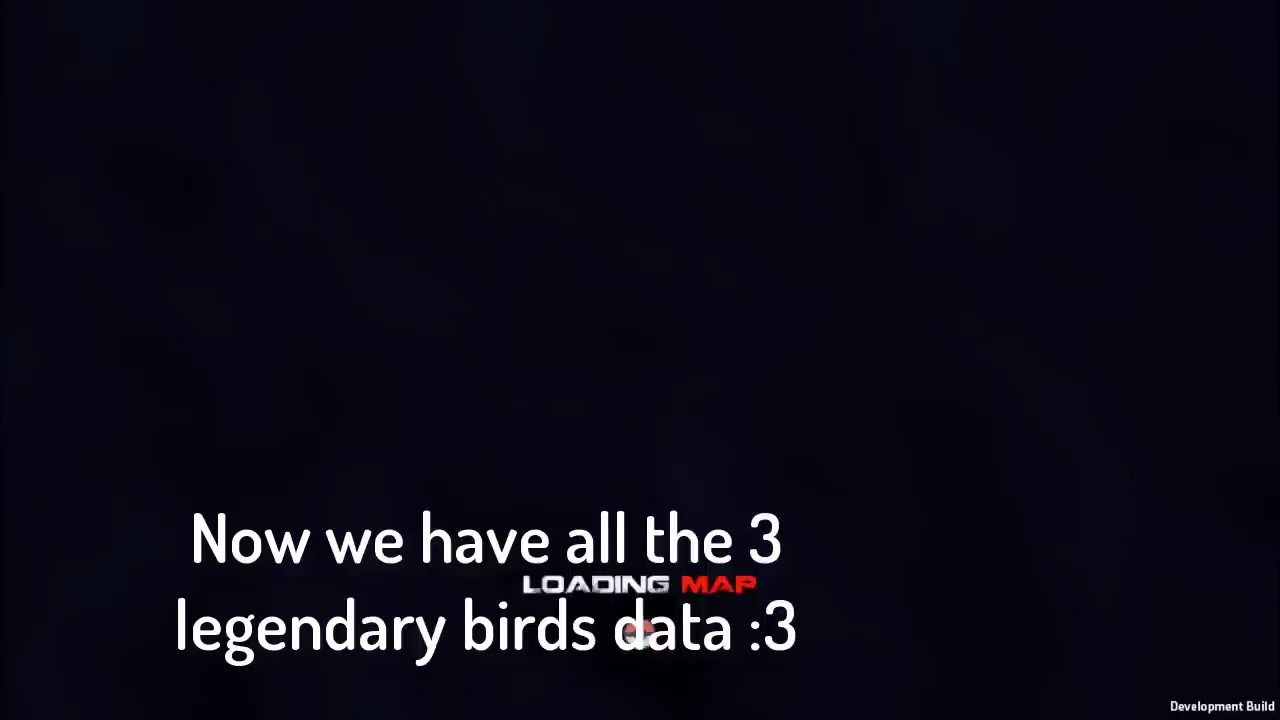 Now we have all the 3
LOADING MAP
legendary birds data :3
Development Build